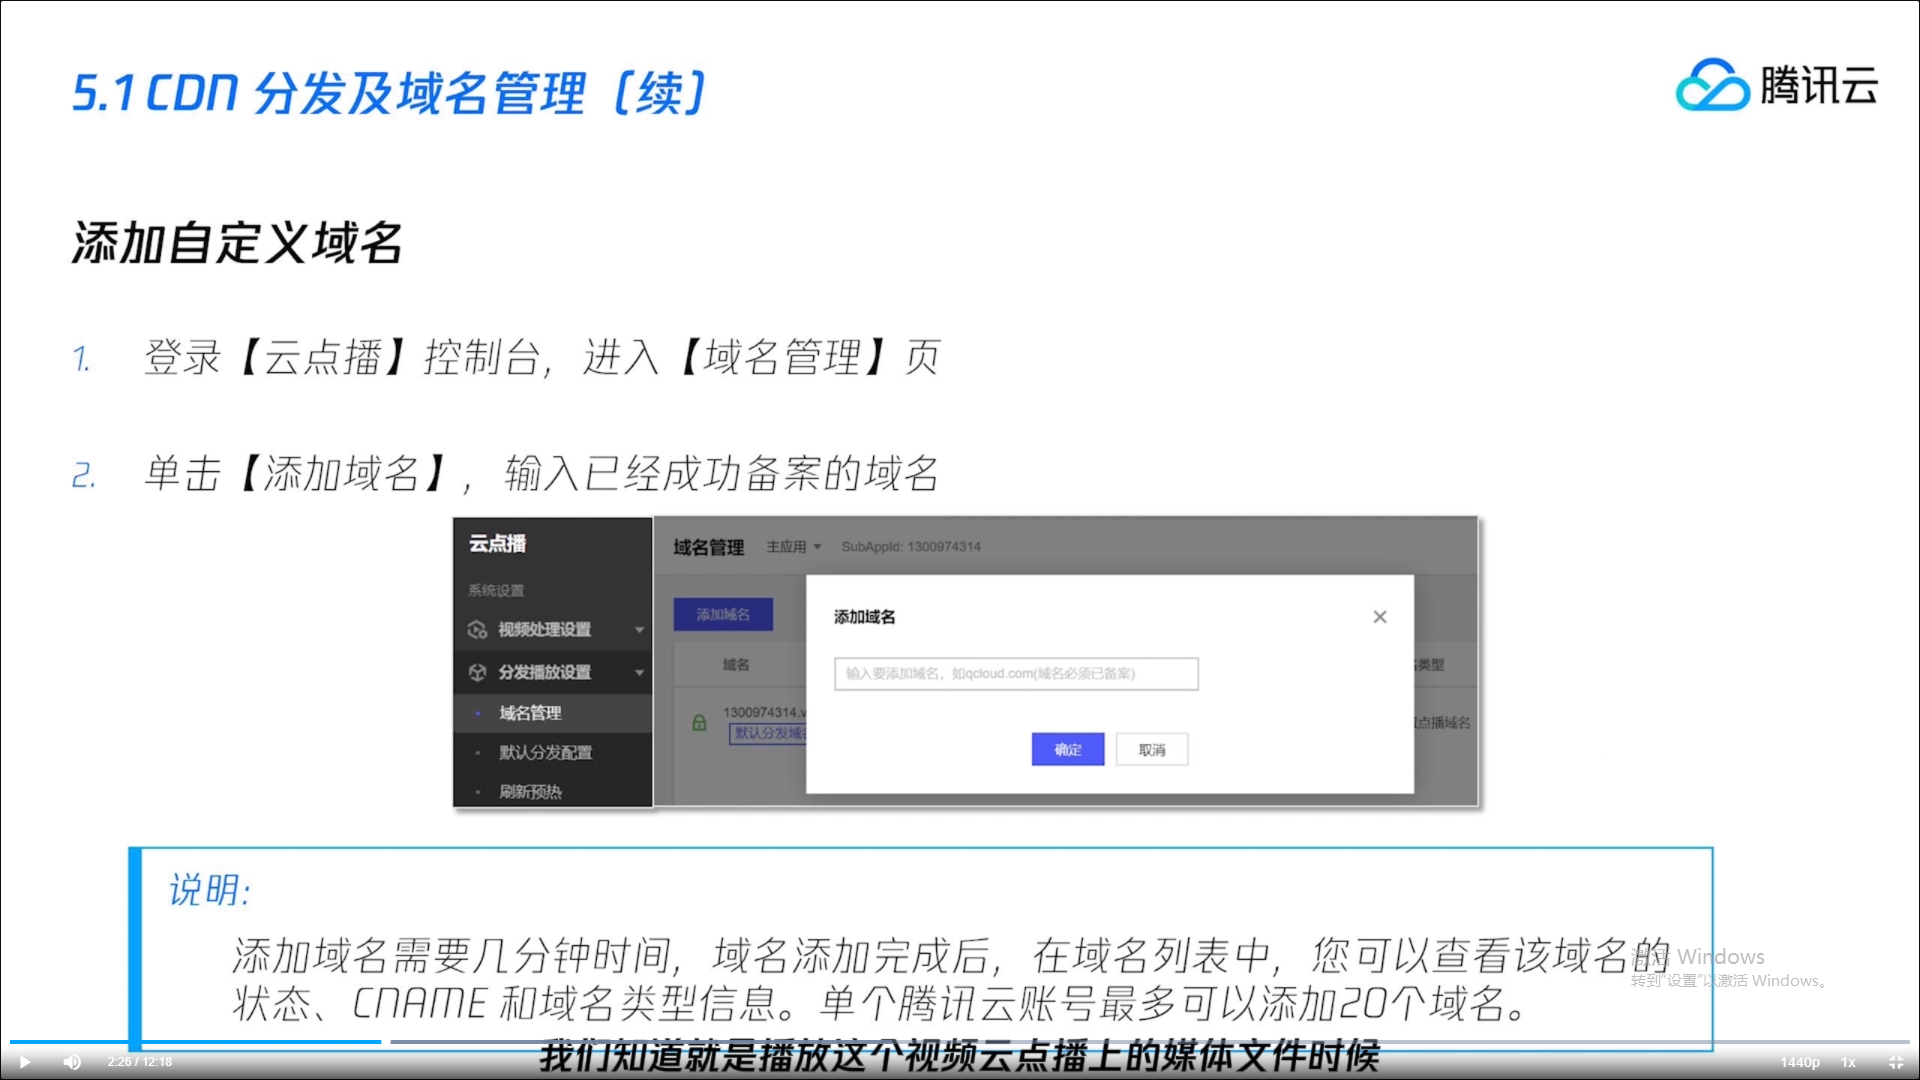 5.1 CDN 分发及域名管理（续）
腾讯云
添加自定义域名
1. 登录【云点播】控制台，进入【域名管理】页
2. 单击【添加域名】，输入已经成功备案的域名
云点播
系统设置
视频处理设置
分发播放设置
域名管理
默认分发配置
刷新预热
域名管理 主应用 SubAppId: 1300974314
添加域名
域名
1300974314.v
默认分发域名
类型
点播域名
添加域名
输入要添加域名，如qcloud.com(域名必须已备案)
确定 取消
说明：
添加域名需要几分钟时间，域名添加完成后，在域名列表中，您可以查看该域名的
状态、CNAME 和域名类型信息。单个腾讯云账号最多可以添加20个域名。
激活 Windows
转到“设置”以激活 Windows。
我们知道就是播放这个视频云点播上的媒体文件时候
2:26 / 12:18
1440p 1x